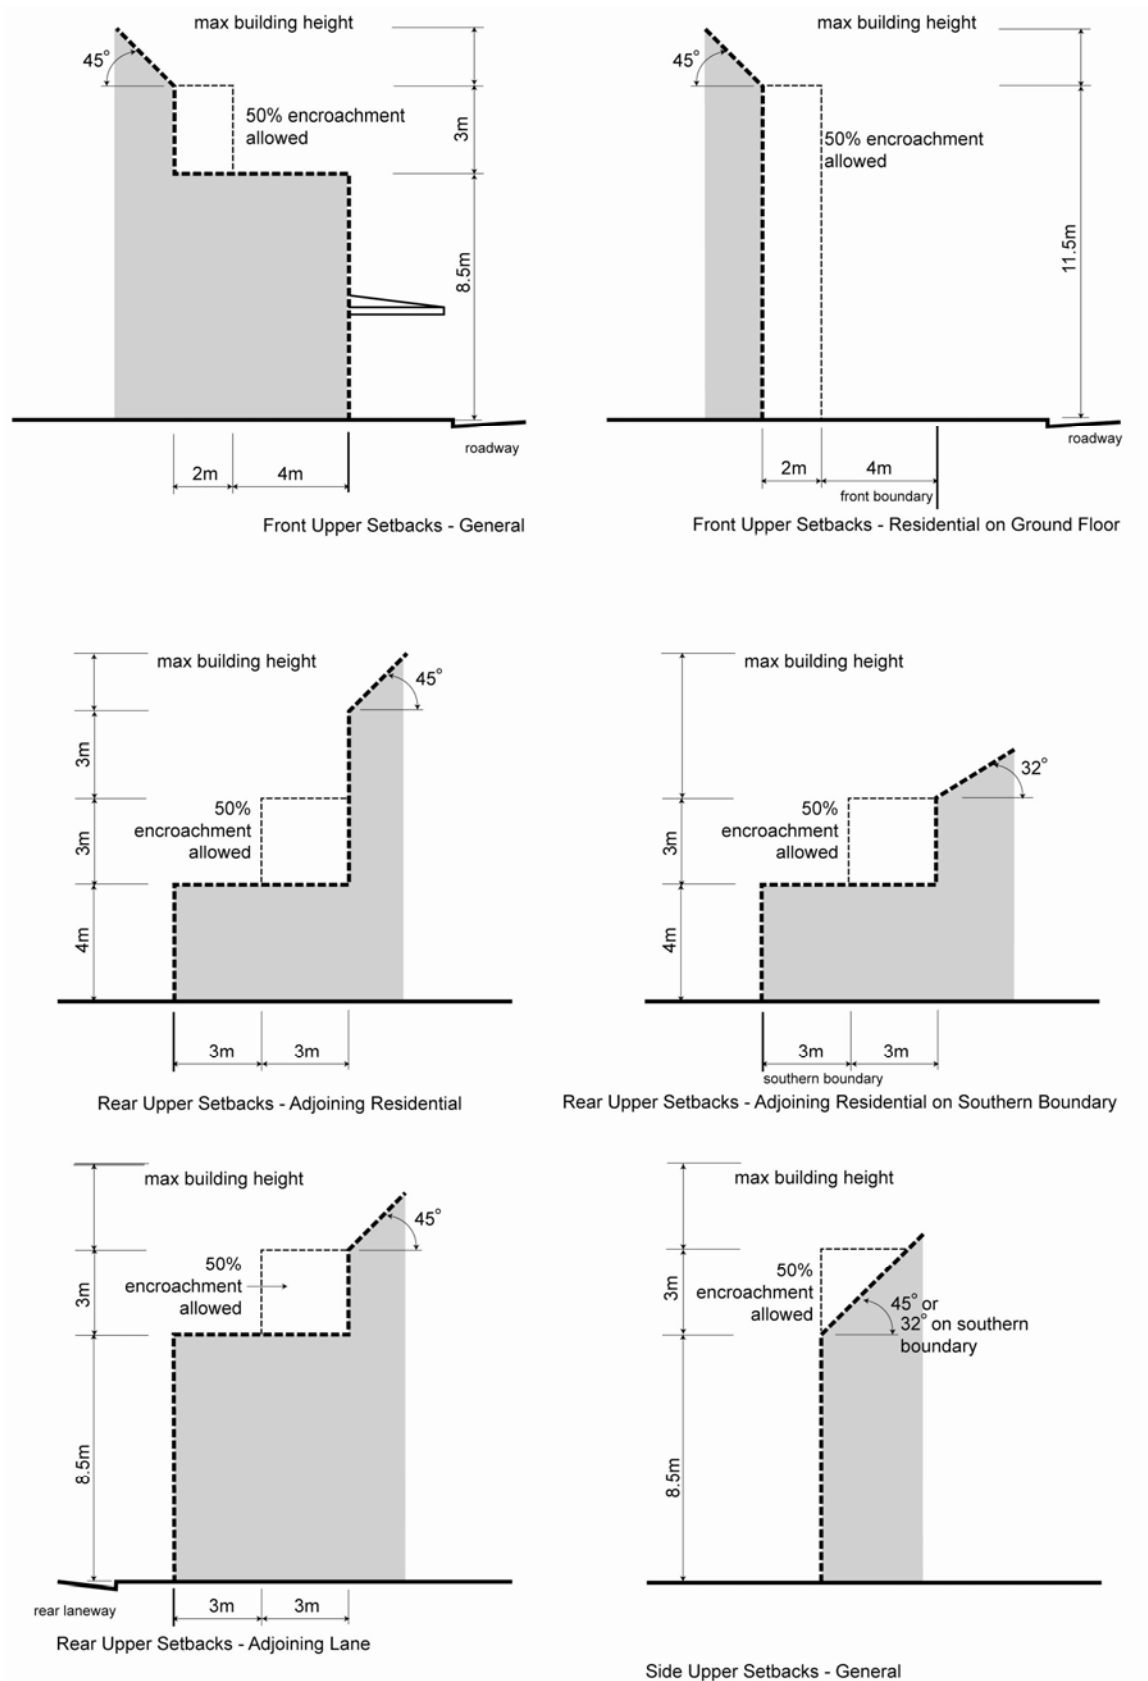 max building height
45°
50% encroachment
allowed
3m
8.5m
roadway
2m
4m
Front Upper Setbacks - General
max building height
45°
50% encroachment
allowed
11.5m
roadway
2m
4m
front boundary
Front Upper Setbacks - Residential on Ground Floor
max building height
45°
3m
50%
encroachment
allowed
3m
4m
3m
3m
Rear Upper Setbacks - Adjoining Residential
max building height
32°
50%
encroachment
allowed
3m
4m
3m
3m
southern boundary
Rear Upper Setbacks - Adjoining Residential on Southern Boundary
max building height
45°
50%
encroachment
allowed
3m
8.5m
rear laneway
3m
3m
Rear Upper Setbacks - Adjoining Lane
max building height
50%
encroachment
allowed
3m
45° or
32° on southern
boundary
8.5m
Side Upper Setbacks - General